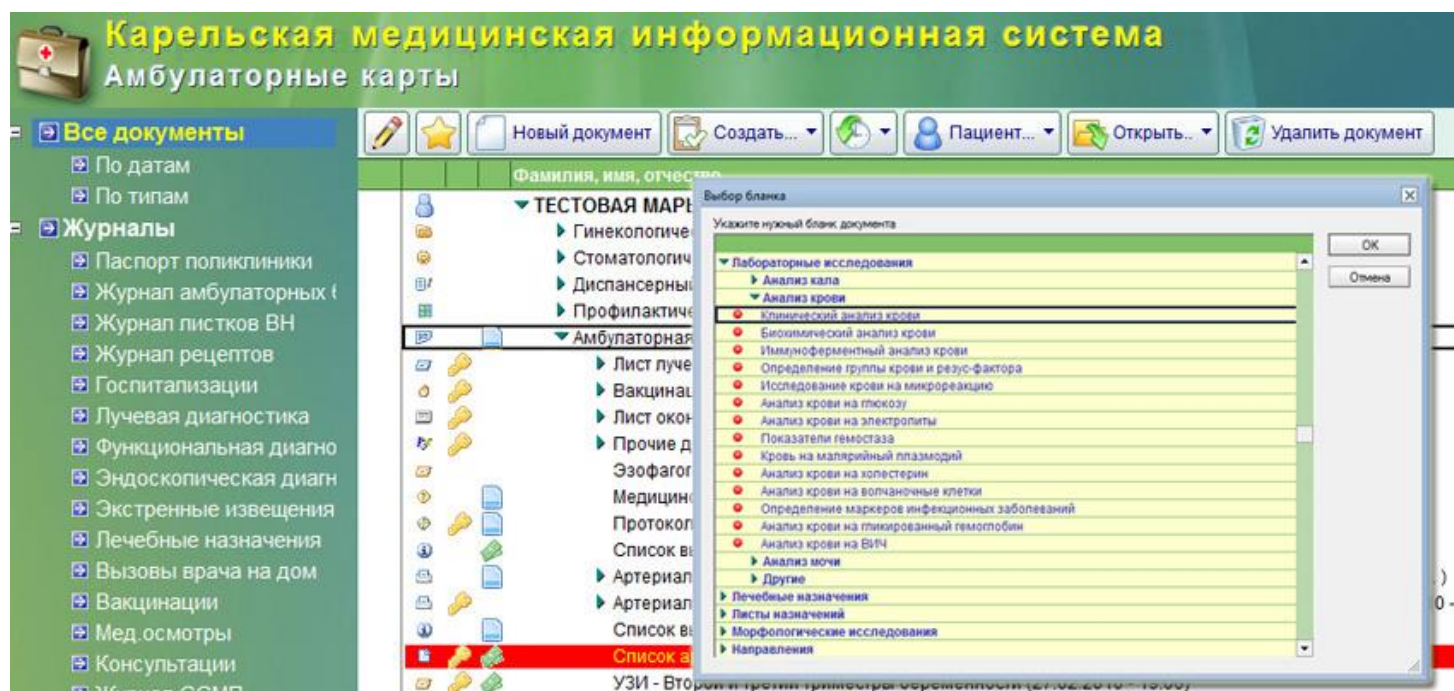 Карельская медицинская информационная система
Амбулаторные карты
Все документы
По датам
По типам
Журналы
Паспорт поликлиники
Журнал амбулаторных
Журнал листков ВН
Журнал рецептов
Госпитализации
Лучевая диагностика
Функциональная диагно
Эндоскопическая диагн
Экстренные извещения
Лечебные назначения
Вызовы врача на дом
Вакцинации
Мед.осмотры
Консультации
Новый документ Создать... Пациент... Открыть.. Удалить документ
Фамилия, имя, отчество
ТЕСТОВАЯ МАРЬ
Гинекологиче
Стоматологич
Диспансерны
Профилактиче
Амбулаторная
Лист луче
Вакцинац
Лист окон
Прочие д
Эзофагог
Медицинс
Протокол
Список в
Артериал
Артериал
Список в
Список а
УЗИ - Второй и третий триместры беременности (27.02.2010 - 15:00)
Выбор бланка
Укажите нужный бланк документа
OK
Отмена
Лабораторные исследования
Анализ кала
Анализ крови
Клинический анализ крови
Биохимический анализ крови
Иммуноферментный анализ крови
Определение группы крови и резус-фактора
Исследование крови на микрореакцию
Анализ крови на глюкозу
Анализ крови на электролиты
Показатели гемостаза
Кровь на малярийный плазмодий
Анализ крови на холестерин
Анализ крови на волчаночные клетки
Определение маркеров инфекционных заболеваний
Анализ крови на гликированный гемоглобин
Анализ крови на ВИЧ
Анализ мочи
Другие
Лечебные назначения
Листы назначений
Морфологические исследования
Направления